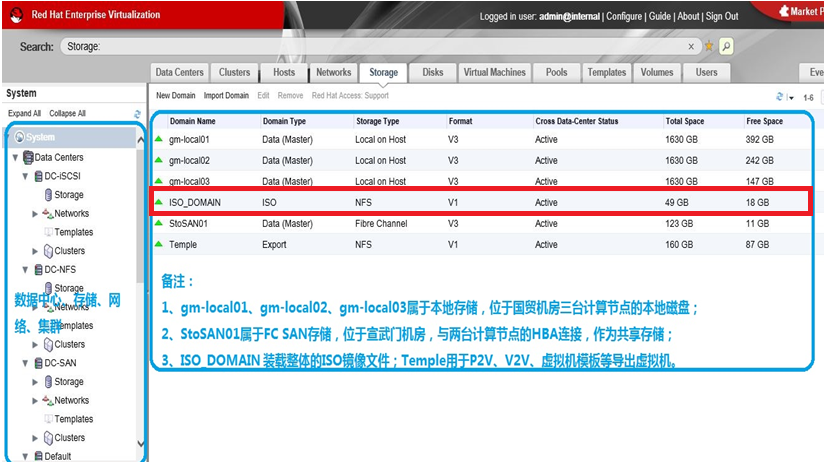 Red Hat Enterprise Virtualization
Logged in user: admin@internal | Configure | Guide | About | Sign Out
Market P
Search: Storage: x
Data Centers Clusters Hosts Networks Storage Disks Virtual Machines Pools Templates Volumes Users Eve
System
New Domain Import Domain Edit Remove Red Hat Access: Support
1-6
Expand All Collapse All
System
Data Centers
DC-iSCSI
Storage
Networks
Templates
Clusters
DC-NFS
Storage
Networks
Templates
Clusters
DC-SAN
Storage
Networks
Templates
Clusters
Default
数据中心、存储、网
络、集群
Domain Name Domain Type Storage Type Format Cross Data-Center Status Total Space Free Space
gm-local01 Data (Master) Local on Host V3 Active 1630 GB 392 GB
gm-local02 Data (Master) Local on Host V3 Active 1630 GB 242 GB
gm-local03 Data (Master) Local on Host V3 Active 1630 GB 147 GB
ISO_DOMAIN ISO NFS V1 Active 49 GB 18 GB
StoSAN01 Data (Master) Fibre Channel V3 Active 123 GB 11 GB
Temple Export NFS V1 Active 160 GB 87 GB
备注：
1、gm-local01、gm-local02、gm-local03属于本地存储，位于国贸机房三台计算节点的本地磁盘；
2、StoSAN01属于FC SAN存储，位于宣武门机房，与两台计算节点的HBA连接，作为共享存储；
3、ISO_DOMAIN 装载整体的ISO镜像文件；Temple用于P2V、V2V、虚拟机模板等导出虚拟机。